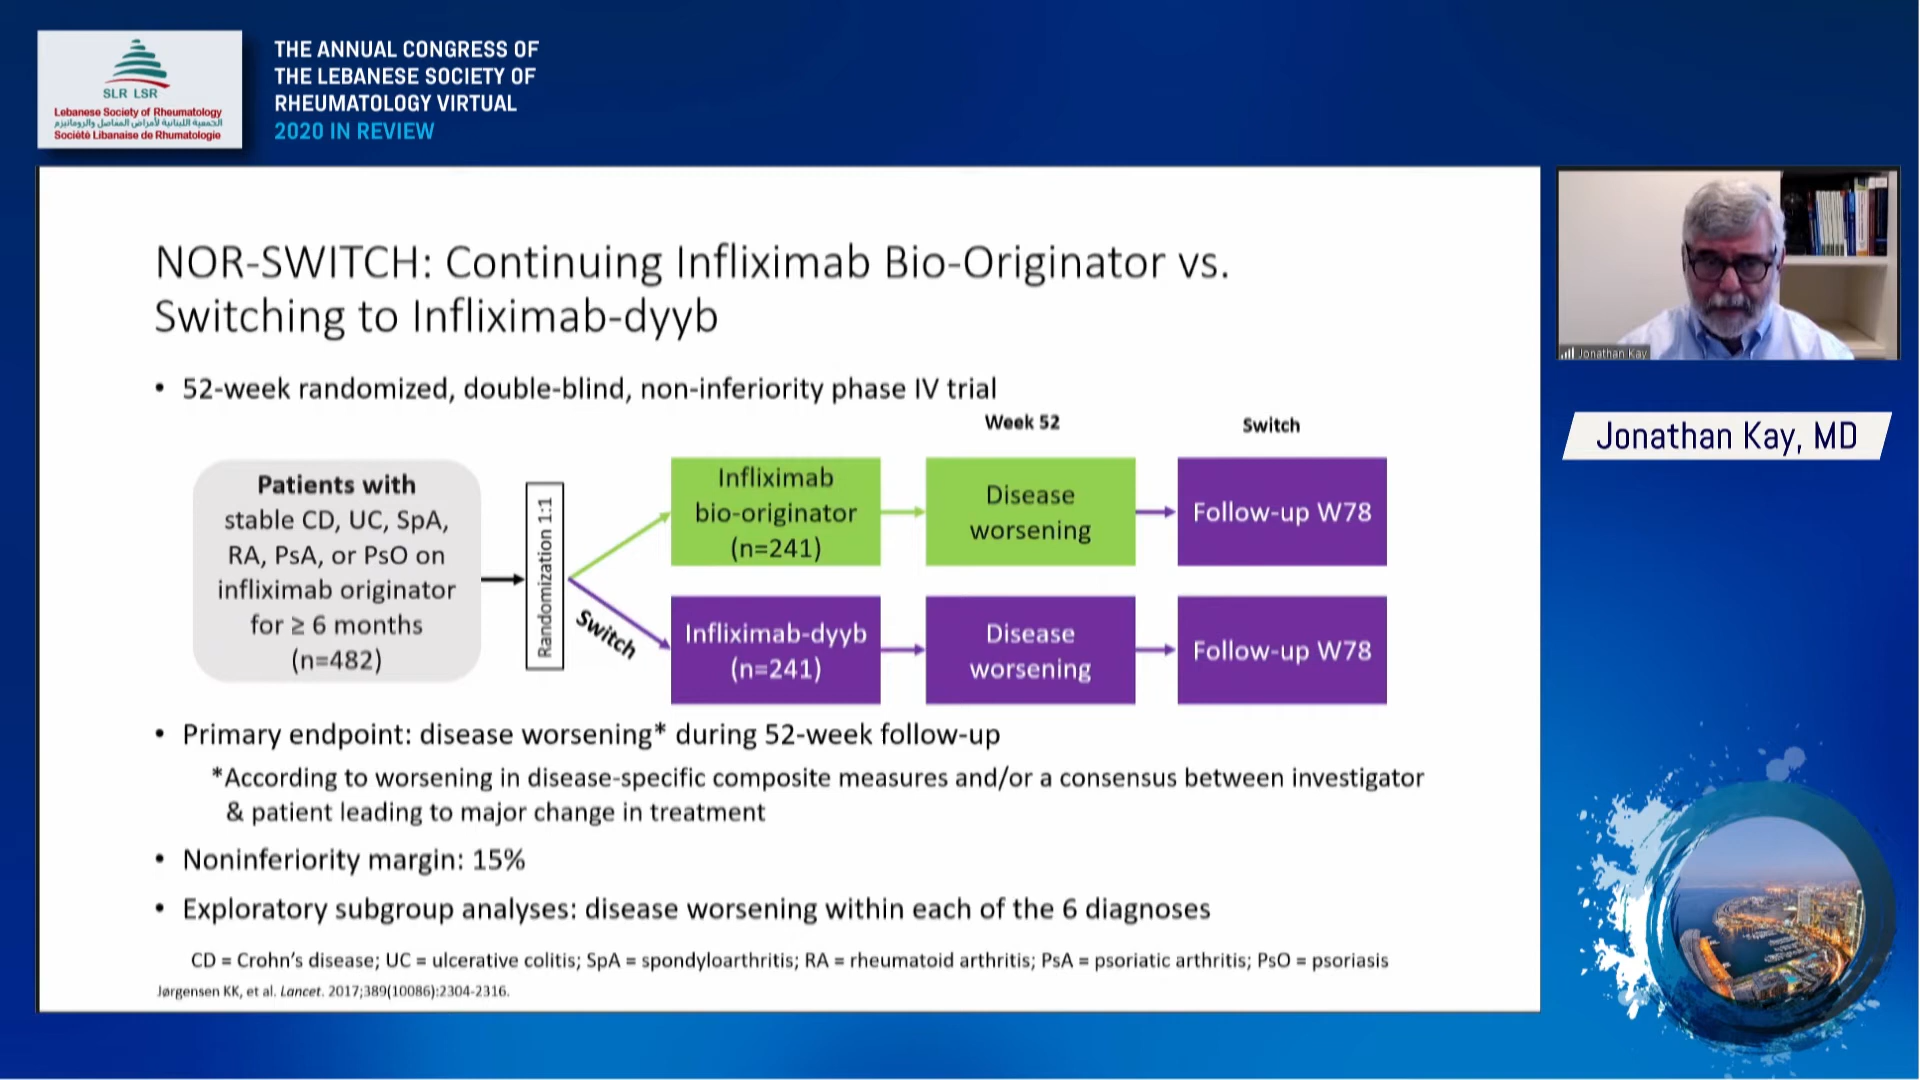 SLR LSR
Lebanese Society of Rheumatology
الجمعية اللبنانية لأمراض المفاصل والروماتيزم
Société Libanaise de Rhumatologie
THE ANNUAL CONGRESS OF
THE LEBANESE SOCIETY OF
RHEUMATOLOGY VIRTUAL
2020 IN REVIEW
NOR-SWITCH: Continuing Infliximab Bio-Originator vs.
Switching to Infliximab-dyyb
• 52-week randomized, double-blind, non-inferiority phase IV trial
Week 52
Switch
Patients with
stable CD, UC, SpA,
RA, PsA, or PsO on
infliximab originator
for ≥ 6 months
(n=482)
Randomization 1:1
Switch
Infliximab
bio-originator
(n=241)
Disease
worsening
Follow-up W78
Infliximab-dyyb
(n=241)
Disease
worsening
Follow-up W78
• Primary endpoint: disease worsening* during 52-week follow-up
*According to worsening in disease-specific composite measures and/or a consensus between investigator
& patient leading to major change in treatment
• Noninferiority margin: 15%
• Exploratory subgroup analyses: disease worsening within each of the 6 diagnoses
CD = Crohn's disease; UC = ulcerative colitis; SpA = spondyloarthritis; RA = rheumatoid arthritis; PsA = psoriatic arthritis; PsO = psoriasis
Jørgensen KK, et al. Lancet. 2017;389(10086):2304-2316.
Jonathan Kay
Jonathan Kay, MD